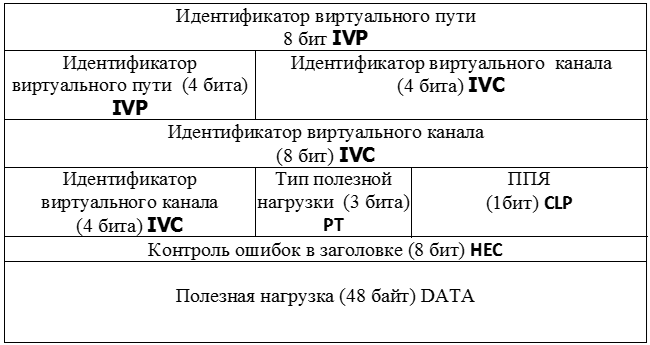 Идентификатор виртуального пути
8 бит IVP
Идентификатор
виртуального пути (4 бита)
IVP
Идентификатор виртуального канала
(4 бита) IVC
Идентификатор виртуального канала
(8 бит) IVC
Идентификатор
виртуального канала
(4 бита) IVC
Тип полезной
нагрузки (3 бита)
PT
ППЯ
(1бит) CLP
Контроль ошибок в заголовке (8 бит) HEC
Полезная нагрузка (48 байт) DATA